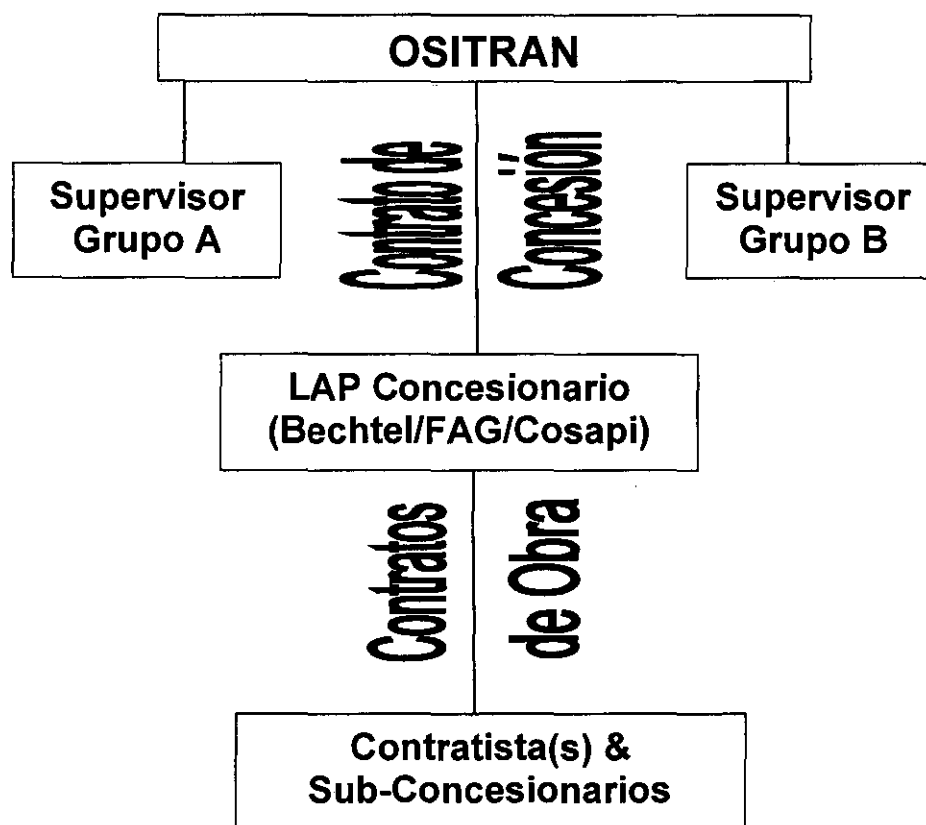 OSITRAN
Supervisor
Grupo A
Contrato de
Concesión
Supervisor
Grupo B
LAP Concesionario
(Bechtel/FAG/Cosapi)
Contratos
de Obra
Contratista(s) &
Sub-Concesionarios